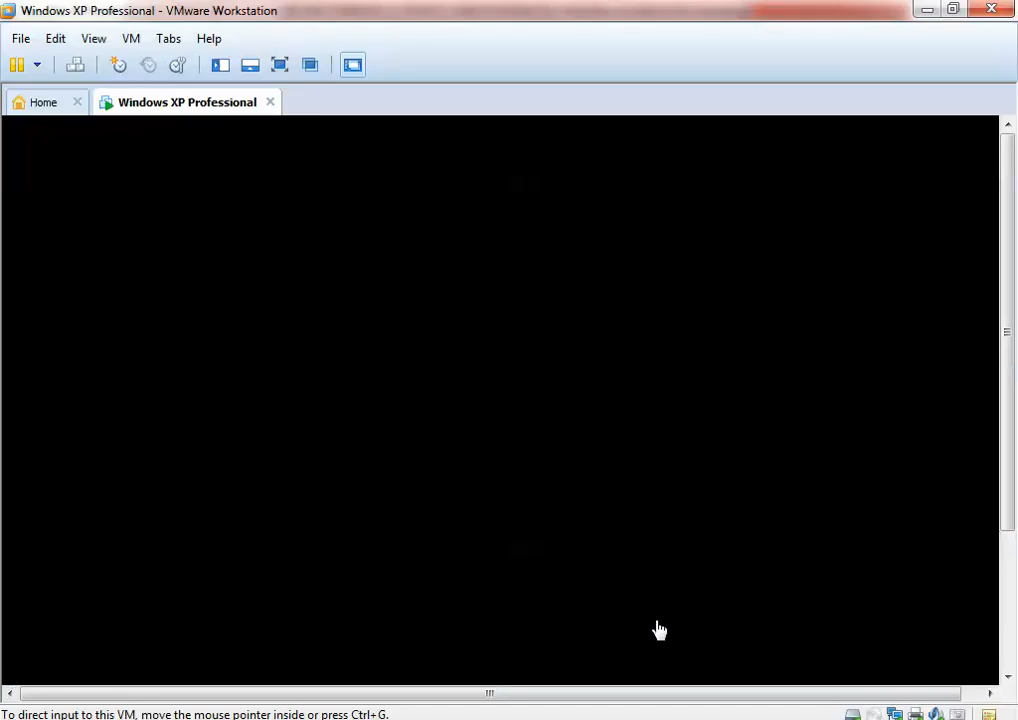 Windows XP Professional - VMware Workstation
File Edit View VM Tabs Help
Home Windows XP Professional
To direct input to this VM, move the mouse pointer inside or press Ctrl+G.